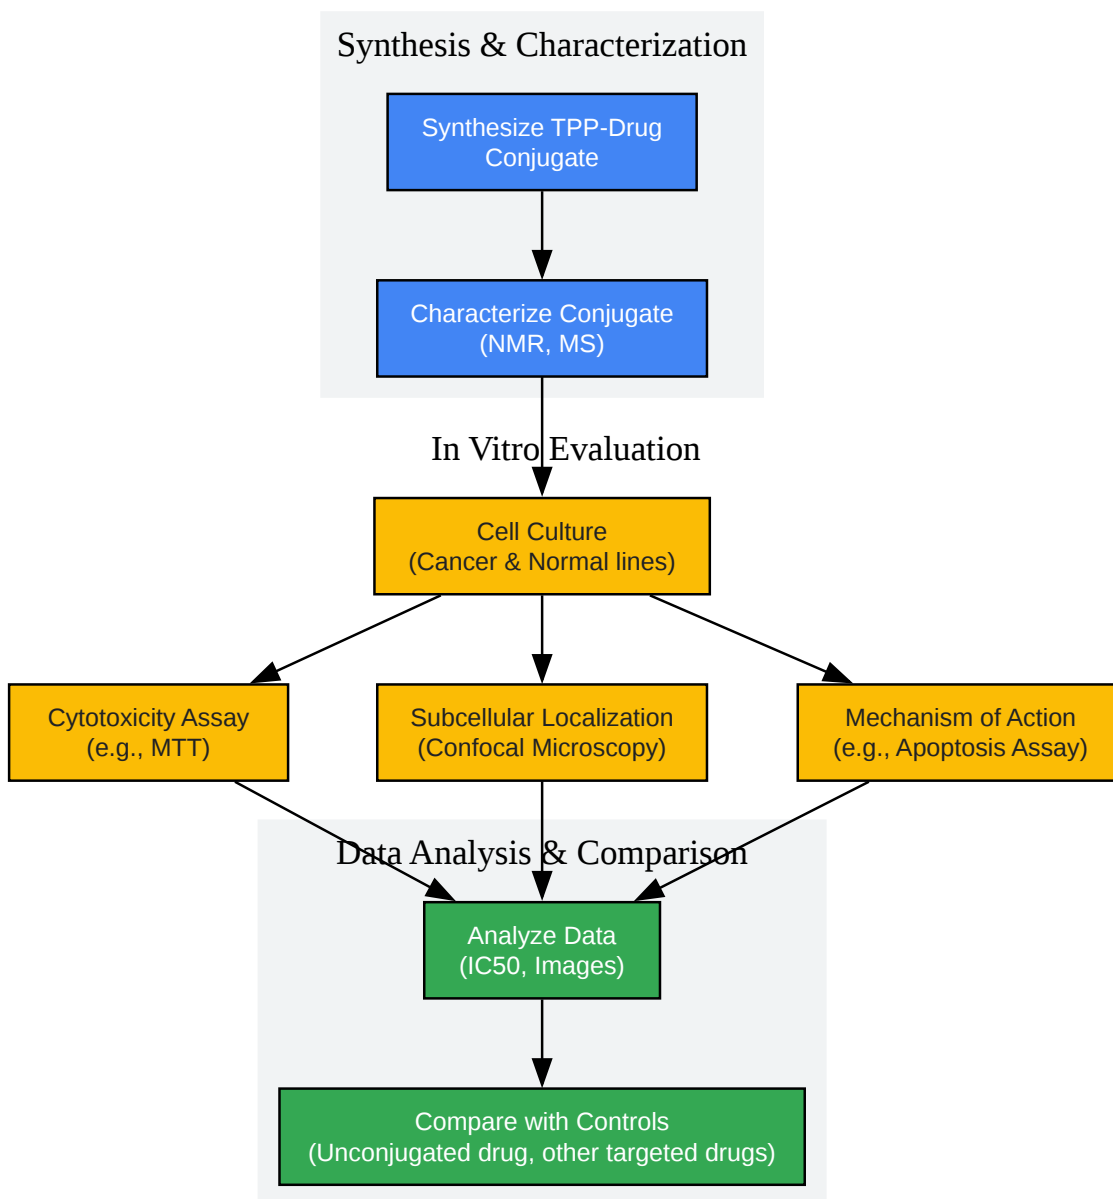 Synthesis & Characterization
Synthesize TPP-Drug
Conjugate
Characterize Conjugate
(NMR, MS)
In Vitro Evaluation
Cell Culture
(Cancer & Normal lines)
Cytotoxicity Assay
(e.g., MTT)
Subcellular Localization
(Confocal Microscopy)
Mechanism of Action
(e.g., Apoptosis Assay)
Data Analysis & Comparison
Analyze Data
(IC50, Images)
Compare with Controls
(Unconjugated drug, other targeted drugs)